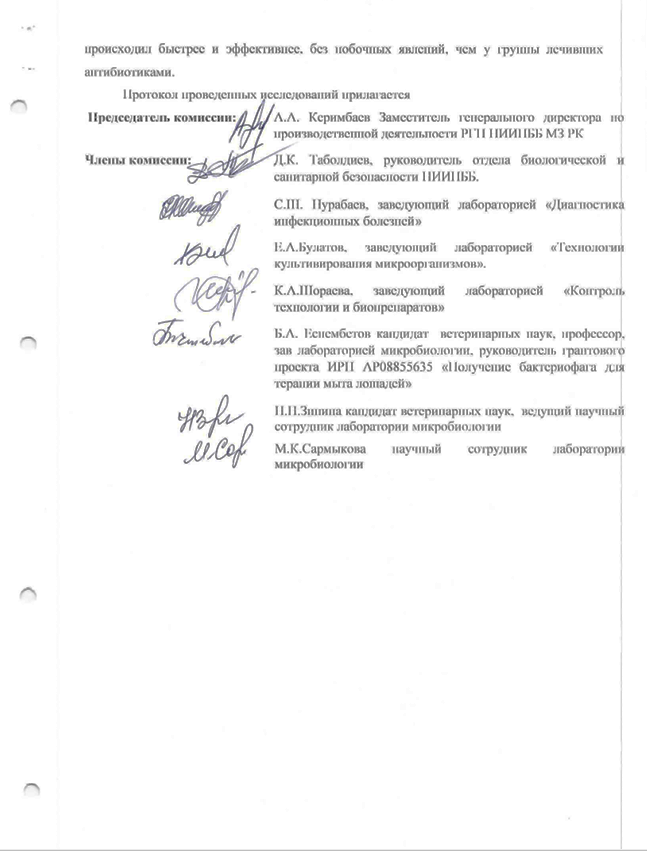 происходил быстрее и эффективнее, без побочных явлений, чем у группы лечивших
антибиотиками.
Протокол проведенных исследований прилагается
Председатель комиссии: А.А. Керимбаев Заместитель генерального директора по
производственной деятельности РГП НИИПББ МЗ РК
Члены комиссии: Д.К. Таболдиев, руководитель отдела биологической и
санитарной безопасности НИИПББ.
С.Ш. Нурабаев, заведующий лабораторией «Диагностика
инфекционных болезней»
Е.А.Булатов, заведующий лабораторией «Технологии
культивирования микроорганизмов».
К.А.Шораева, заведующий лабораторией «Контроль
технологии и биопрепаратов»
Б.А. Еспембетов кандидат ветеринарных наук, профессор,
зав лабораторией микробиологии, руководитель грантового
проекта ИРН АР08855635 «Получение бактериофага для
терапии мыта лошадей»
Н.Н.Зинина кандидат ветеринарных наук, ведущий научный
сотрудник лаборатории микробиологии
М.К.Сармыкова научный сотрудник лаборатории
микробиологии